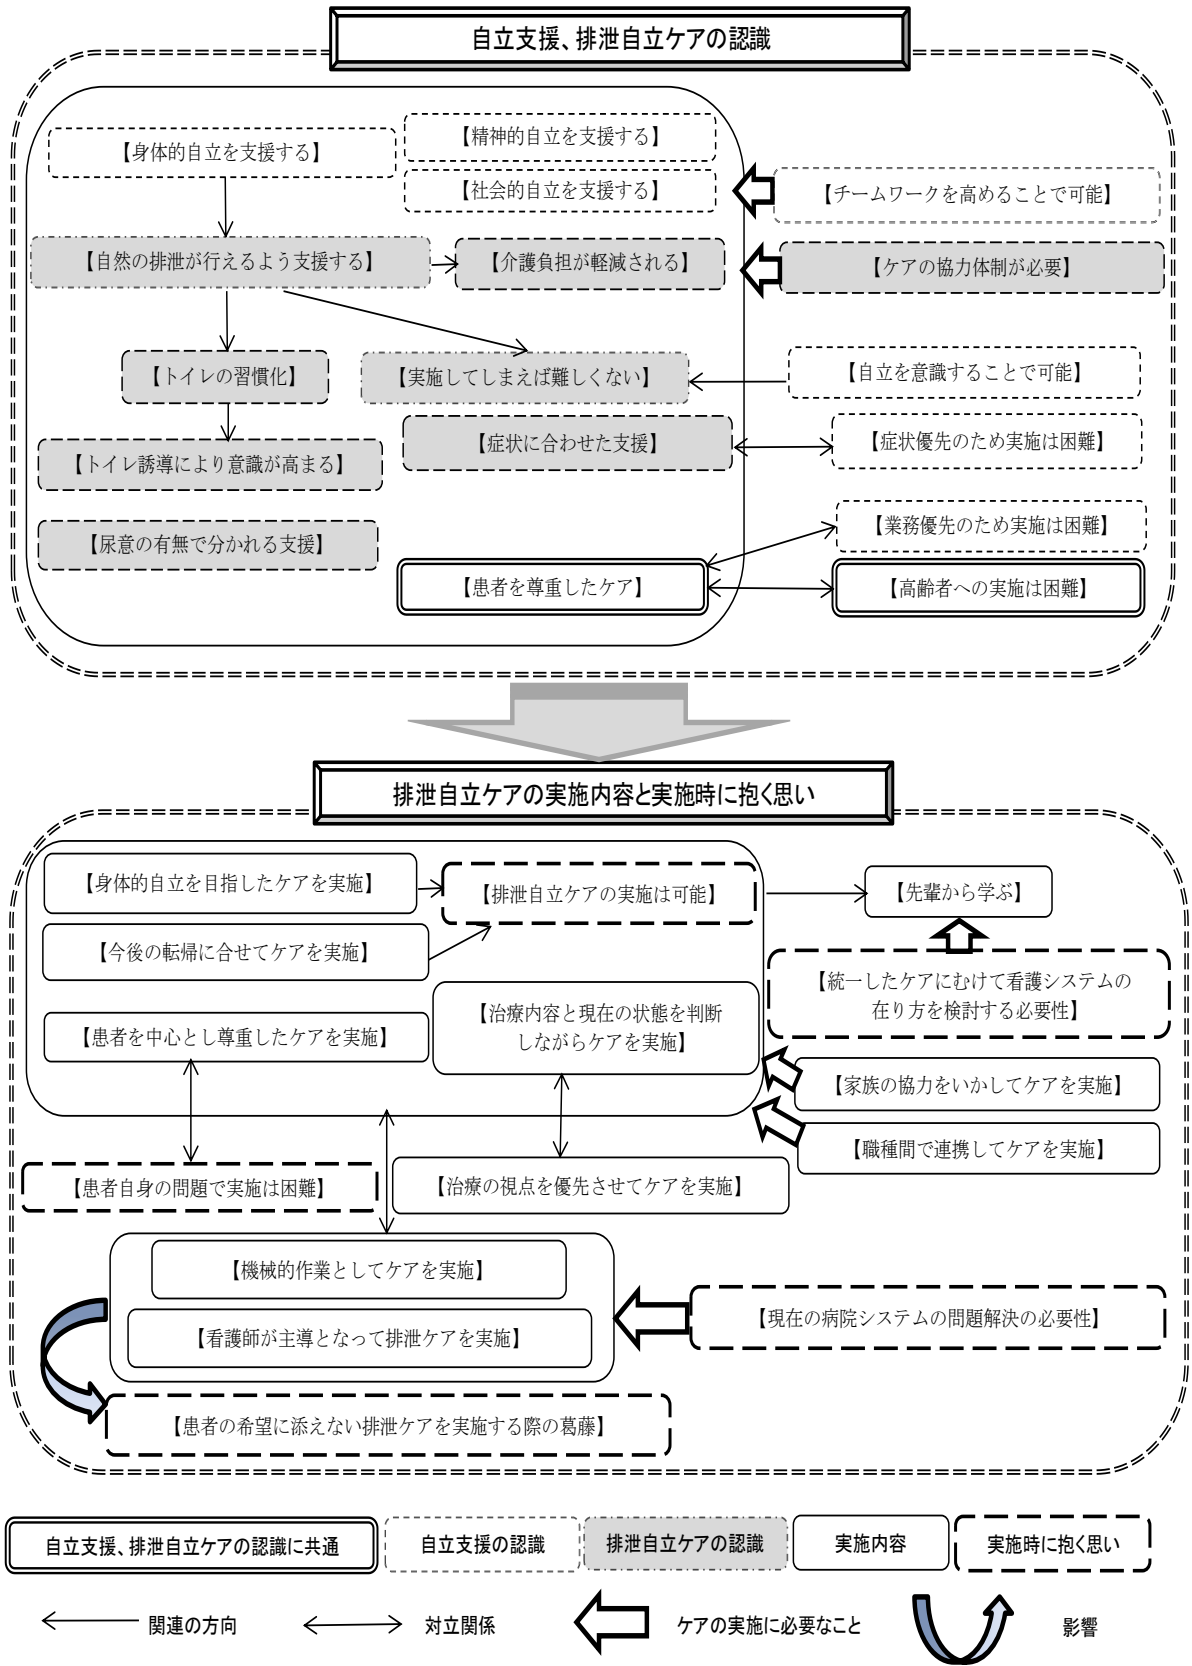 自立支援、排泄自立ケアの認識
【身体的自立を支援する】
【精神的自立を支援する】
【社会的自立を支援する】
【チームワークを高めることで可能】
【自然の排泄が行えるよう支援する】
【介護負担が軽減される】
【ケアの協力体制が必要】
【トイレの習慣化】
【実施してしまえば難しくない】
【自立を意識することで可能】
【症状に合わせた支援】
【症状優先のため実施は困難】
【トイレ誘導により意識が高まる】
【尿意の有無で分かれる支援】
【業務優先のため実施は困難】
【患者を尊重したケア】
【高齢者への実施は困難】
排泄自立ケアの実施内容と実施時に抱く思い
【身体的自立を目指したケアを実施】
【排泄自立ケアの実施は可能】
【先輩から学ぶ】
【今後の転帰に合せてケアを実施】
【統一したケアにむけて看護システムの
在り方を検討する必要性】
【患者を中心とし尊重したケアを実施】
【治療内容と現在の状態を判断
しながらケアを実施】
【家族の協力をいかしてケアを実施】
【職種間で連携してケアを実施】
【患者自身の問題で実施は困難】
【治療の視点を優先させてケアを実施】
【機械的作業としてケアを実施】
【看護師が主導となって排泄ケアを実施】
【現在の病院システムの問題解決の必要性】
【患者の希望に添えない排泄ケアを実施する際の葛藤】
自立支援、排泄自立ケアの認識に共通
自立支援の認識
排泄自立ケアの認識
実施内容
実施時に抱く思い
関連の方向
対立関係
ケアの実施に必要なこと
影響